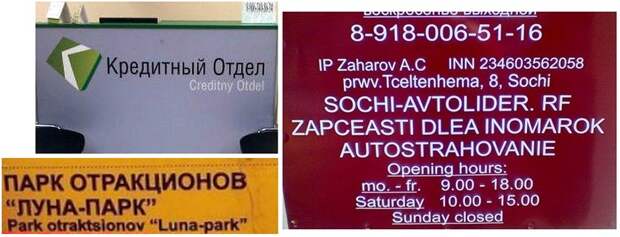 Кредитный Отдел
Creditny Otdel
ПАРК ОТРАКЦИОНОВ
“ЛУНА-ПАРК”
Park otraktsionov “Luna-park”
воскресенье выходной
8-918-006-51-16
IP Zaharov A.C INN 234603562058
prwv.Tceltenhema, 8, Sochi
SOCHI-AVTOLIDER. RF
ZAPCEASTI DLEA INOMAROK
AUTOSTRAHOVANIE
Opening hours:
mo. - fr. 9.00 - 18.00
Saturday 10.00 - 15.00
Sunday closed